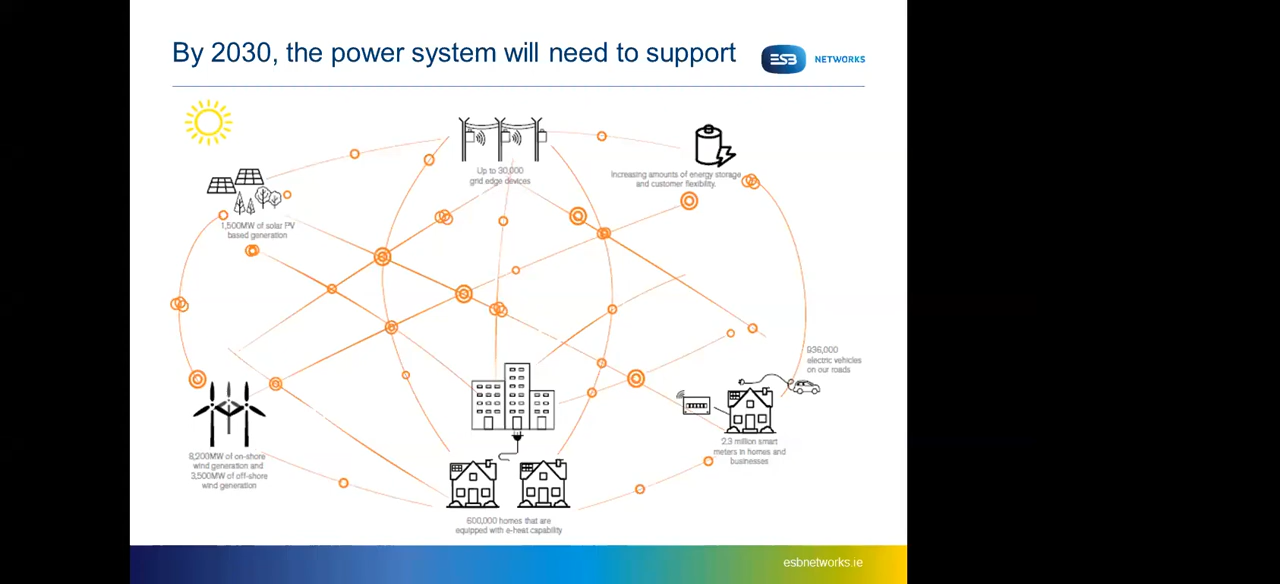 By 2030, the power system will need to support
ESB NETWORKS
Up to 30,000
grid edge devices
Increasing amounts of energy storage
and customer flexibility.
1,500MW of solar PV
based generation
936,000
electric vehicles
on our roads
8,200MW of on-shore
wind generation and
3,500MW of off-shore
wind generation
2.3 million smart
meters in homes and
businesses
600,000 homes that are
equipped with e-heat capability
esbnetworks.ie